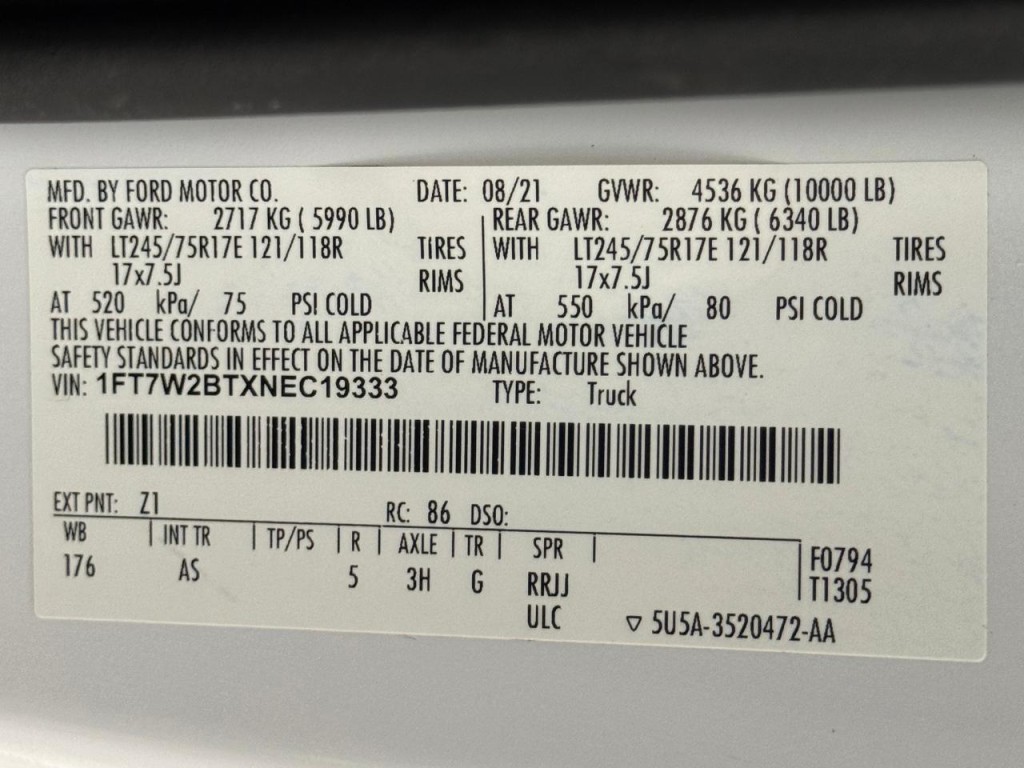 MFD. BY FORD MOTOR CO. DATE: 08/21 GVWR: 4536 KG (10000 LB)
FRONT GAWR: 2717 KG ( 5990 LB) REAR GAWR: 2876 KG ( 6340 LB)
WITH LT245/75R17E 121/118R TIRES WITH LT245/75R17E 121/118R TIRES
17x7.5J RIMS 17x7.5J RIMS
AT 520 kPa/ 75 PSI COLD AT 550 kPa/ 80 PSI COLD
THIS VEHICLE CONFORMS TO ALL APPLICABLE FEDERAL MOTOR VEHICLE
SAFETY STANDARDS IN EFFECT ON THE DATE OF MANUFACTURE SHOWN ABOVE.
VIN: 1FT7W2BTXNEC19333 TYPE: Truck
EXT PNT: Z1 RC: 86 DSO:
WB INT TR TP/PS R AXLE TR SPR F0794
176 AS 5 3H G RRJJ T1305
ULC ▽ 5U5A-3520472-AA